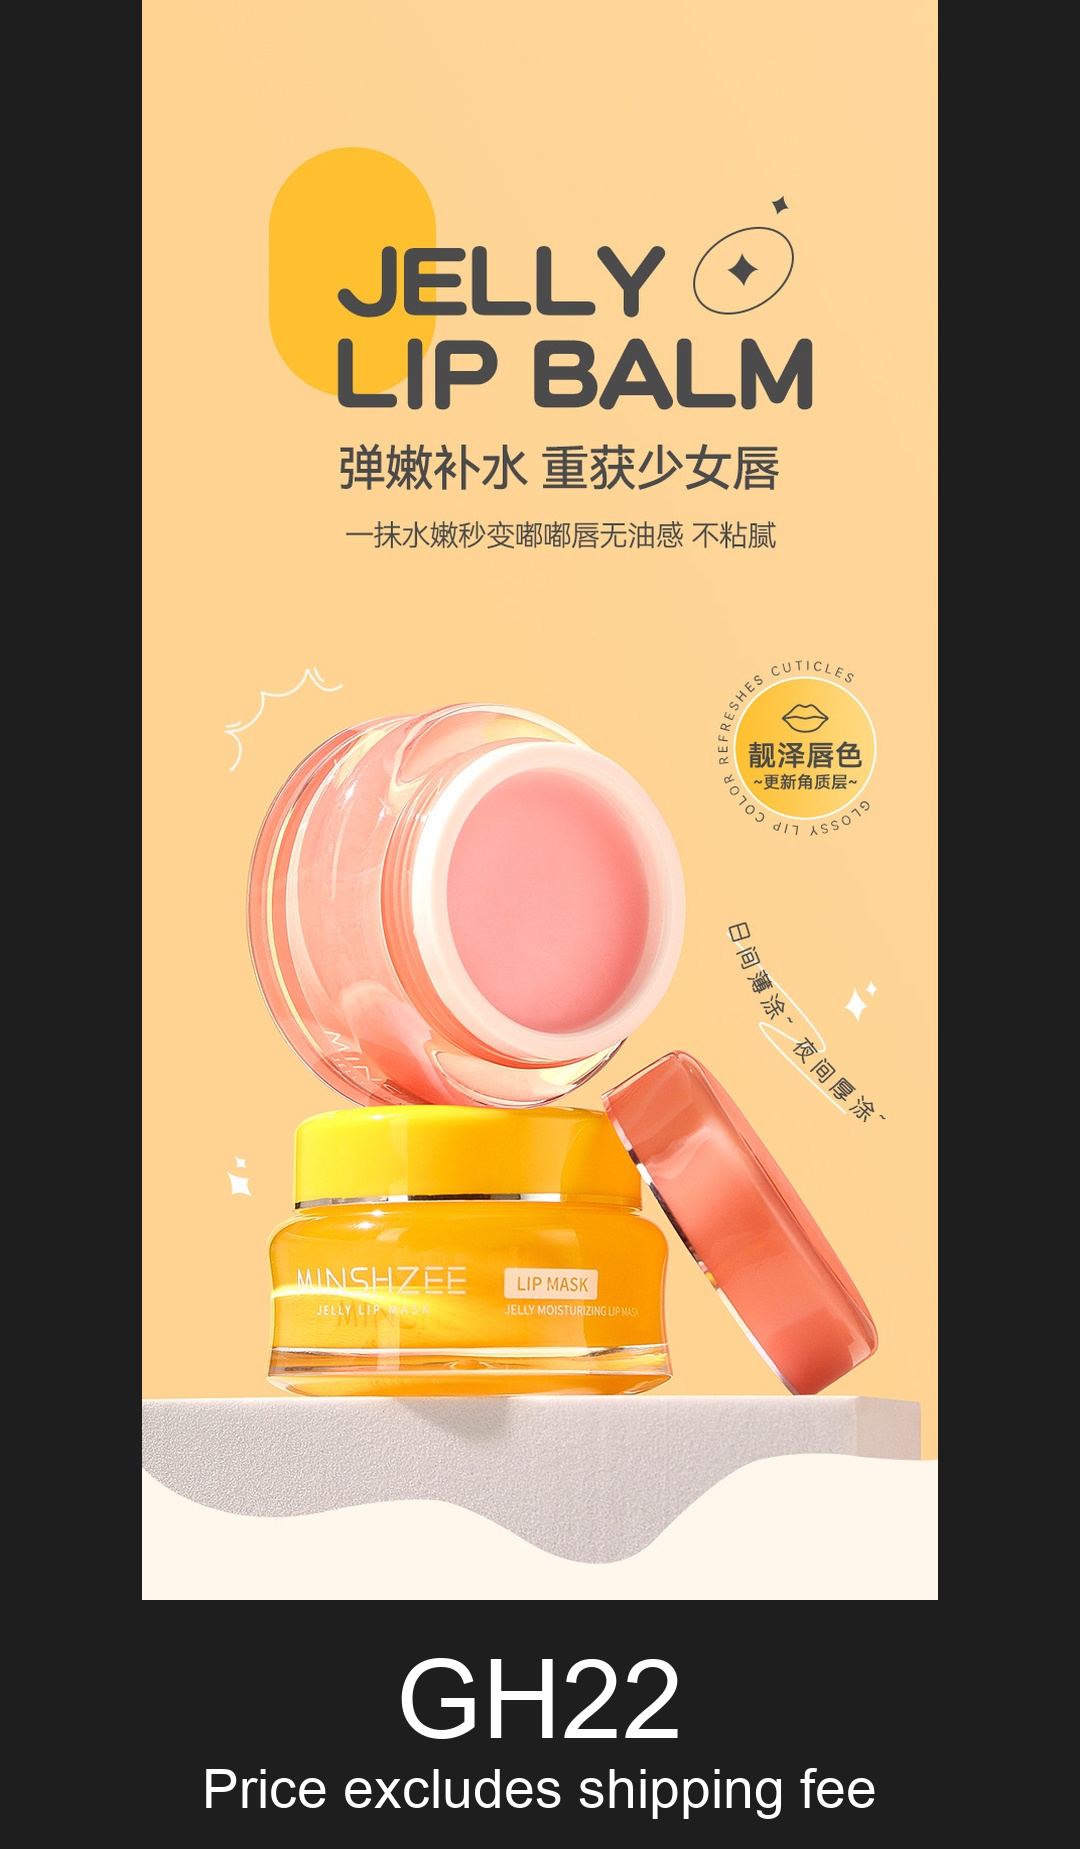 JELLY
LIP BALM
弹嫩补水 重获少女唇
一抹水嫩秒变嘟嘟唇无油感 不粘腻
REFRESHES CUTICLES
靓泽唇色
~更新角质层~
GLOSSY LIP COLOR
日间薄涂~
夜间厚涂~
MINSHZEE
JELLY LIP MASK
LIP MASK
JELLY MOISTURIZING LIP MASK
GH22
Price excludes shipping fee